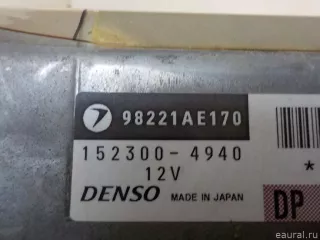 98221AE170
152300-4940
12V
DENSO MADE IN JAPAN
*
DP
eaural.ru